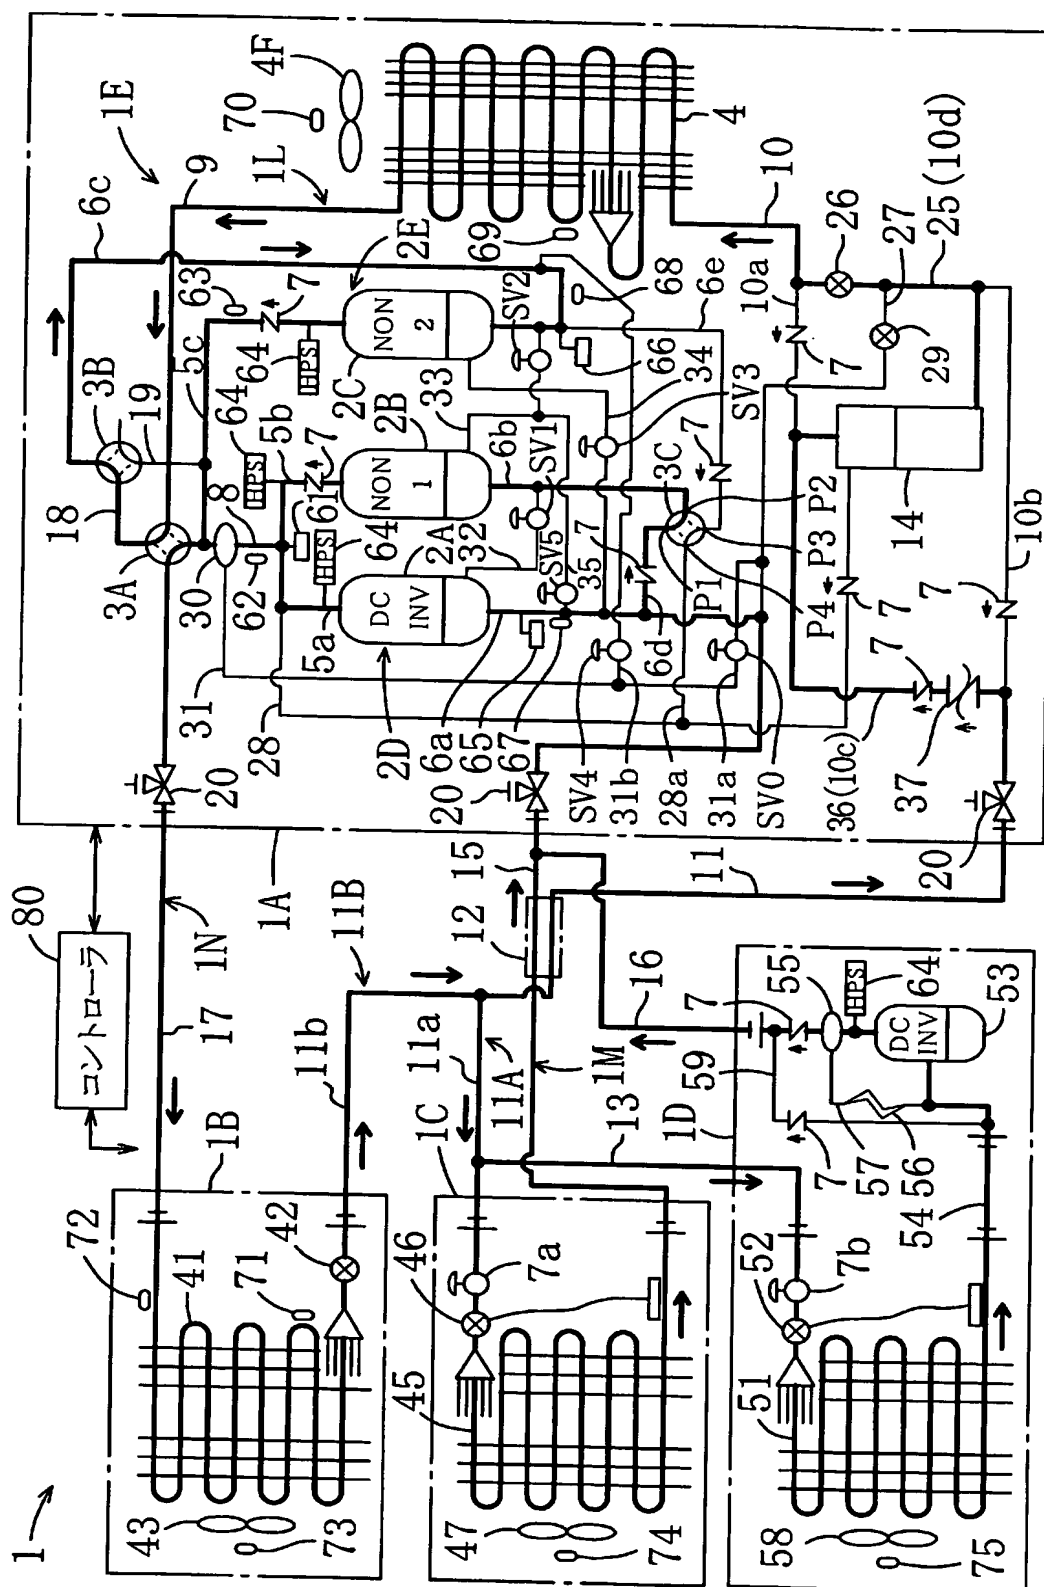 1
80
コントローラ
72
17
1N
18
6c
1E
43
41
1B
20
3A
3B
19
9
73
71
42
31
30
8
5c
63
1L
70
4F
11b
28
62
HPS
64
5b
7
HPS
64
7
5a
HPS
64
61
11B
1A
2D
DC
INV
2A
NON
1
2B
NON
2
2C
2E
45
46
1C
11a
12
15
6a
32
33
47
7a
11A
65
67
SV5
35
SV1
6b
SV2
69
4
74
13
1M
20
SV4
31b
6d
7
66
68
1D
16
11
28a
31a
P1
3C
34
6e
51
52
59
7
SV0
P4
P3
P2
SV3
7
10a
10
58
7b
7
57
56
55
HPS
64
36(10c)
37
7
7
14
7
29
26
27
75
54
DC
INV
53
20
7
10b
25(10d)